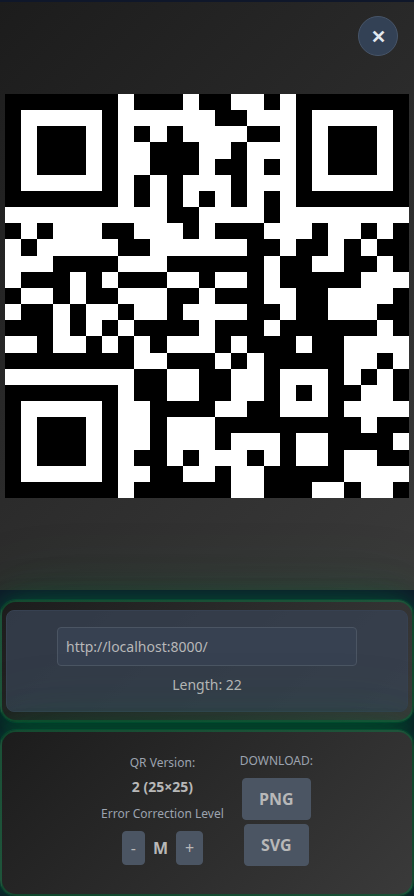 ×
http://localhost:8000/
Length: 22
QR Version:
2 (25×25)
Error Correction Level
- M +
DOWNLOAD:
PNG
SVG